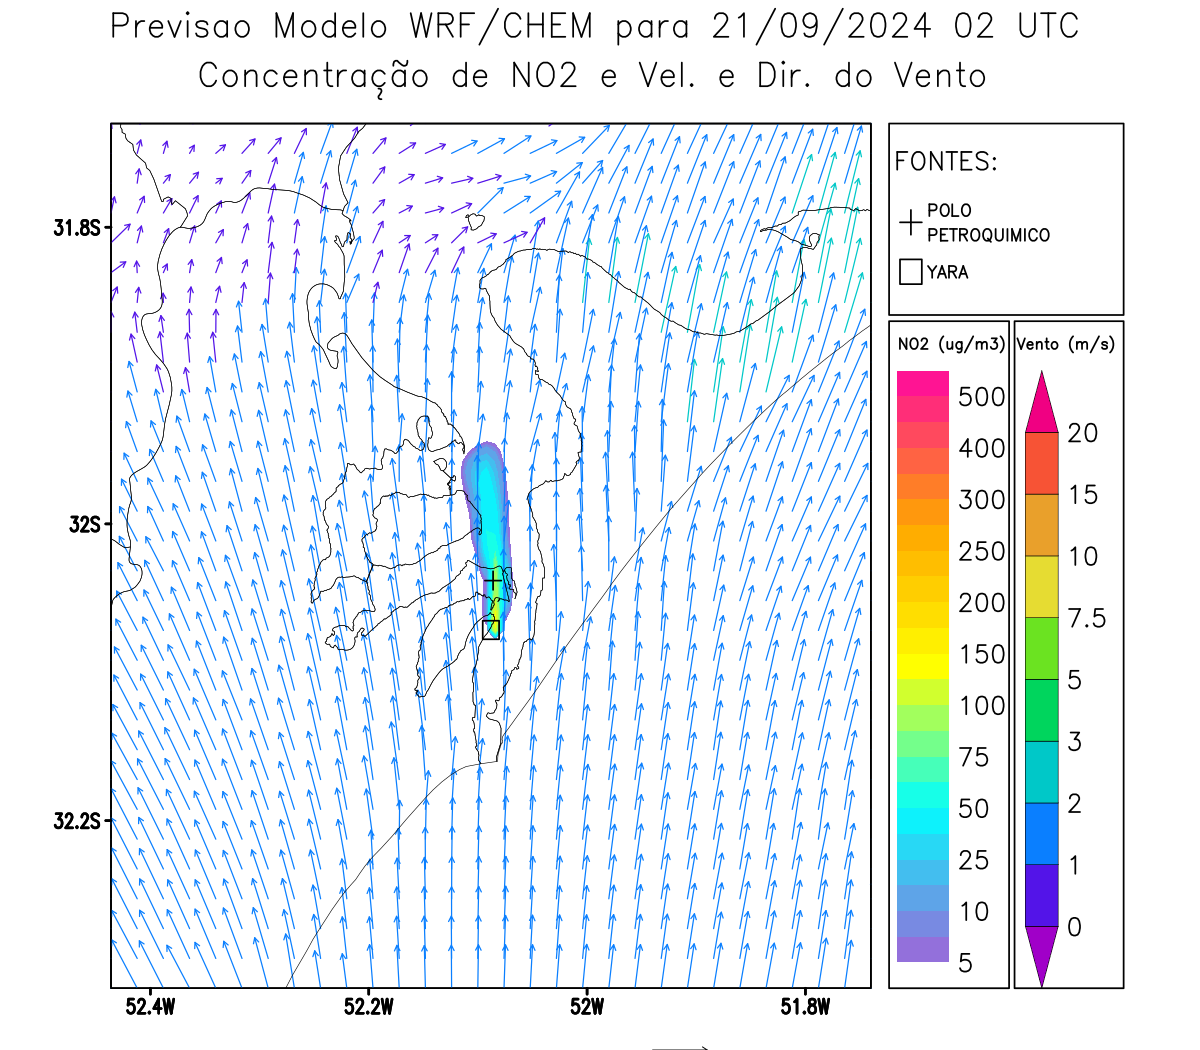 Previsao Modelo WRF/CHEM para 21/09/2024 02 UTC
Concentração de NO2 e Vel. e Dir. do Vento
FONTES:
POLO
PETROQUIMICO
YARA
31.8S
32S
32.2S
52.4W
52.2W
52W
51.8W
NO2 (ug/m3)
500
400
300
250
200
150
100
75
50
25
10
5
Vento (m/s)
20
15
10
7.5
5
3
2
1
0